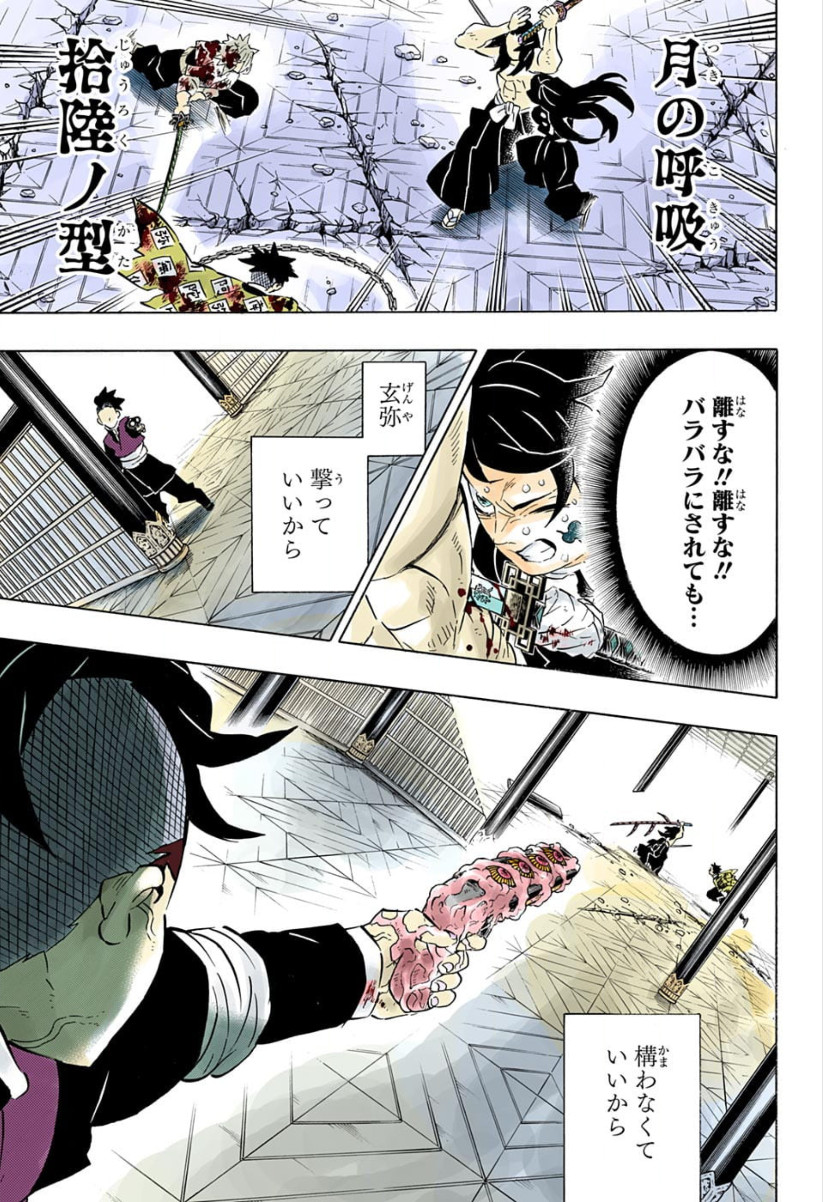 月の呼吸
拾陸ノ型
離すな!!離すな!!
バラバラにされても…
玄弥
撃って
いいから
構わなくて
いいから